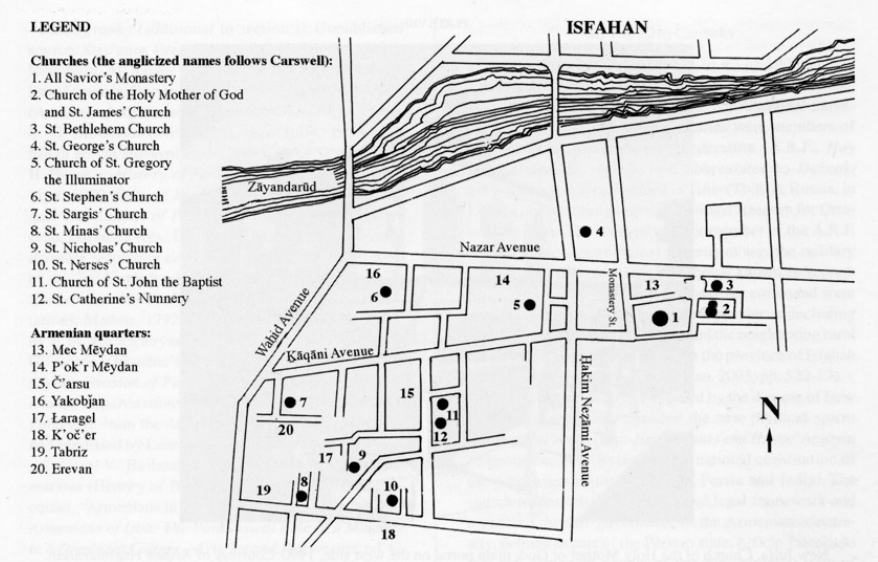 LEGEND
Churches (the anglicized names follows Carswell):
1. All Savior's Monastery
2. Church of the Holy Mother of God
and St. James' Church
3. St. Bethlehem Church
4. St. George's Church
5. Church of St. Gregory
the Illuminator
6. St. Stephen's Church
7. St. Sargis' Church
8. St. Minas' Church
9. St. Nicholas' Church
10. St. Nerses' Church
11. Church of St. John the Baptist
12. St. Catherine's Nunnery
Armenian quarters:
13. Mec Mēydan
14. P'ok'r Mēydan
15. Č'arsu
16. Yakobǰan
17. Łaragel
18. K'oč'er
19. Tabriz
20. Erevan
ISFAHAN
Zāyandarūd
4
Nazar Avenue
16
6
14
5
Monastery St.
13
3
2
1
Wahid Avenue
Kāqāni Avenue
Hakim Nezāmi Avenue
15
7
20
11
12
17
9
19
8
10
18
N